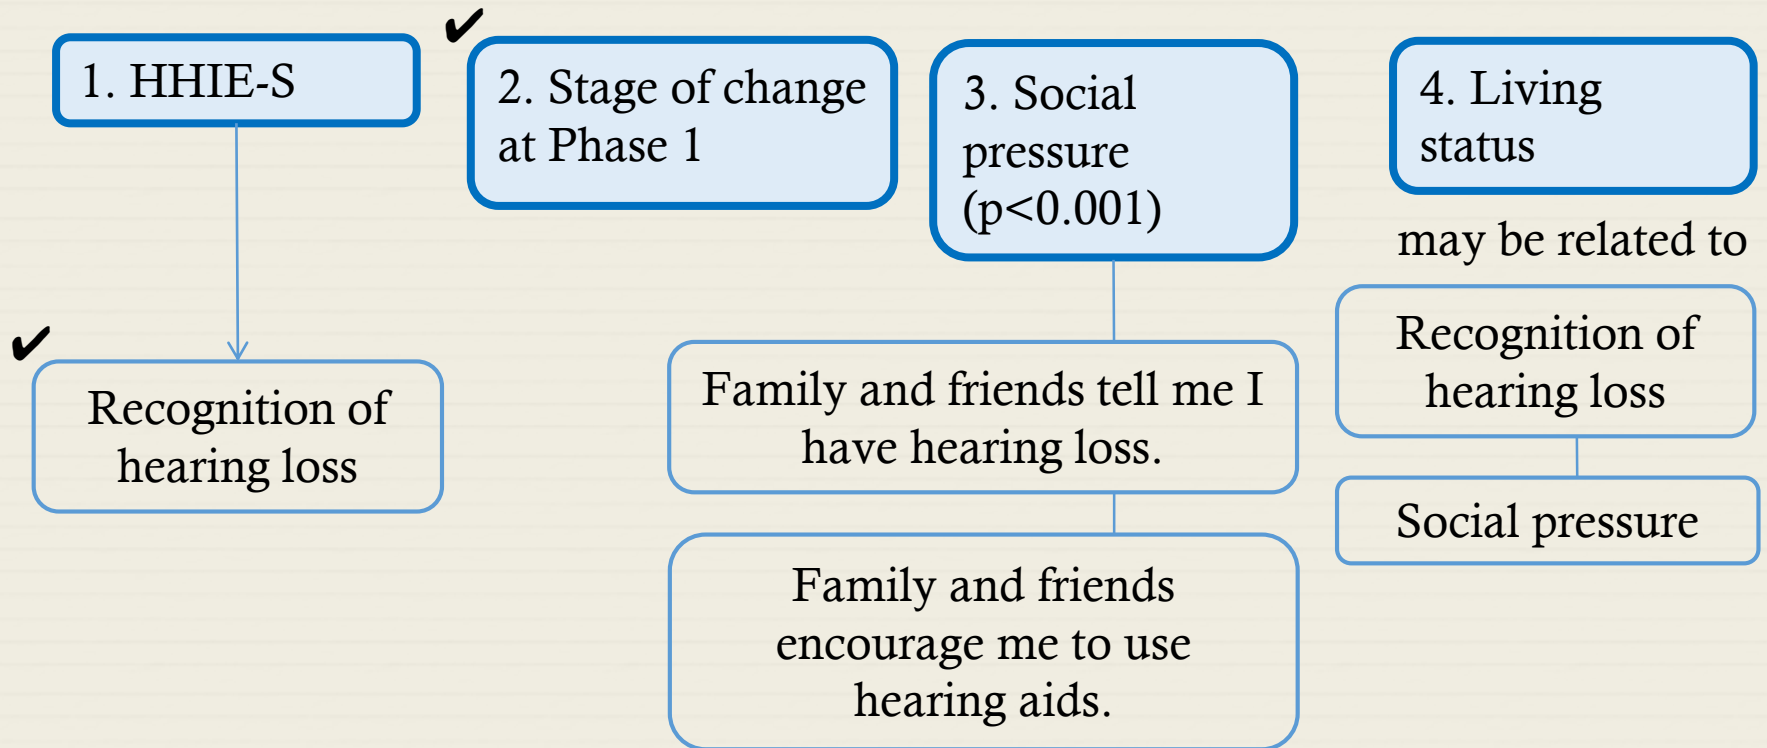 1. HHIE-S
Recognition of
hearing loss
2. Stage of change
at Phase 1
3. Social
pressure
(p<0.001)
Family and friends tell me I
have hearing loss.
Family and friends
encourage me to use
hearing aids.
4. Living
status
may be related to
Recognition of
hearing loss
Social pressure